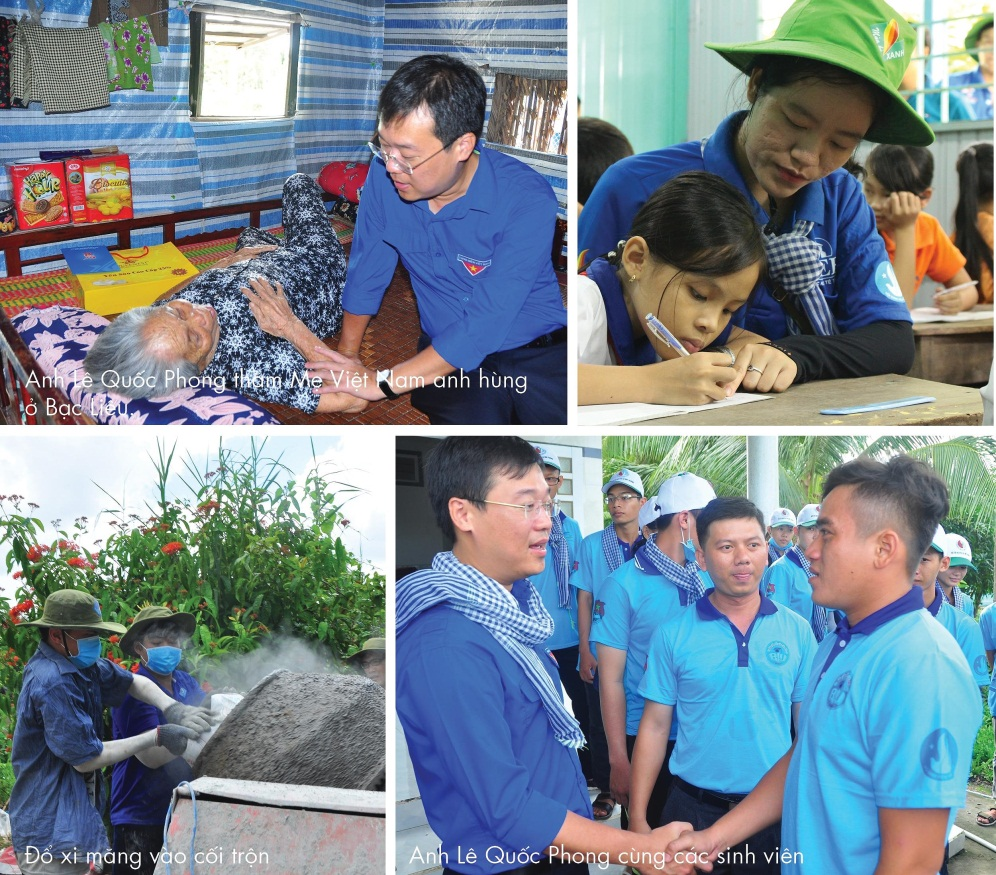 XANH
Anh Lê Quốc Phong thăm Mẹ Việt Nam anh hùng
ở Bạc Liêu
Đổ xi măng vào cối trộn
Anh Lê Quốc Phong cùng các sinh viên